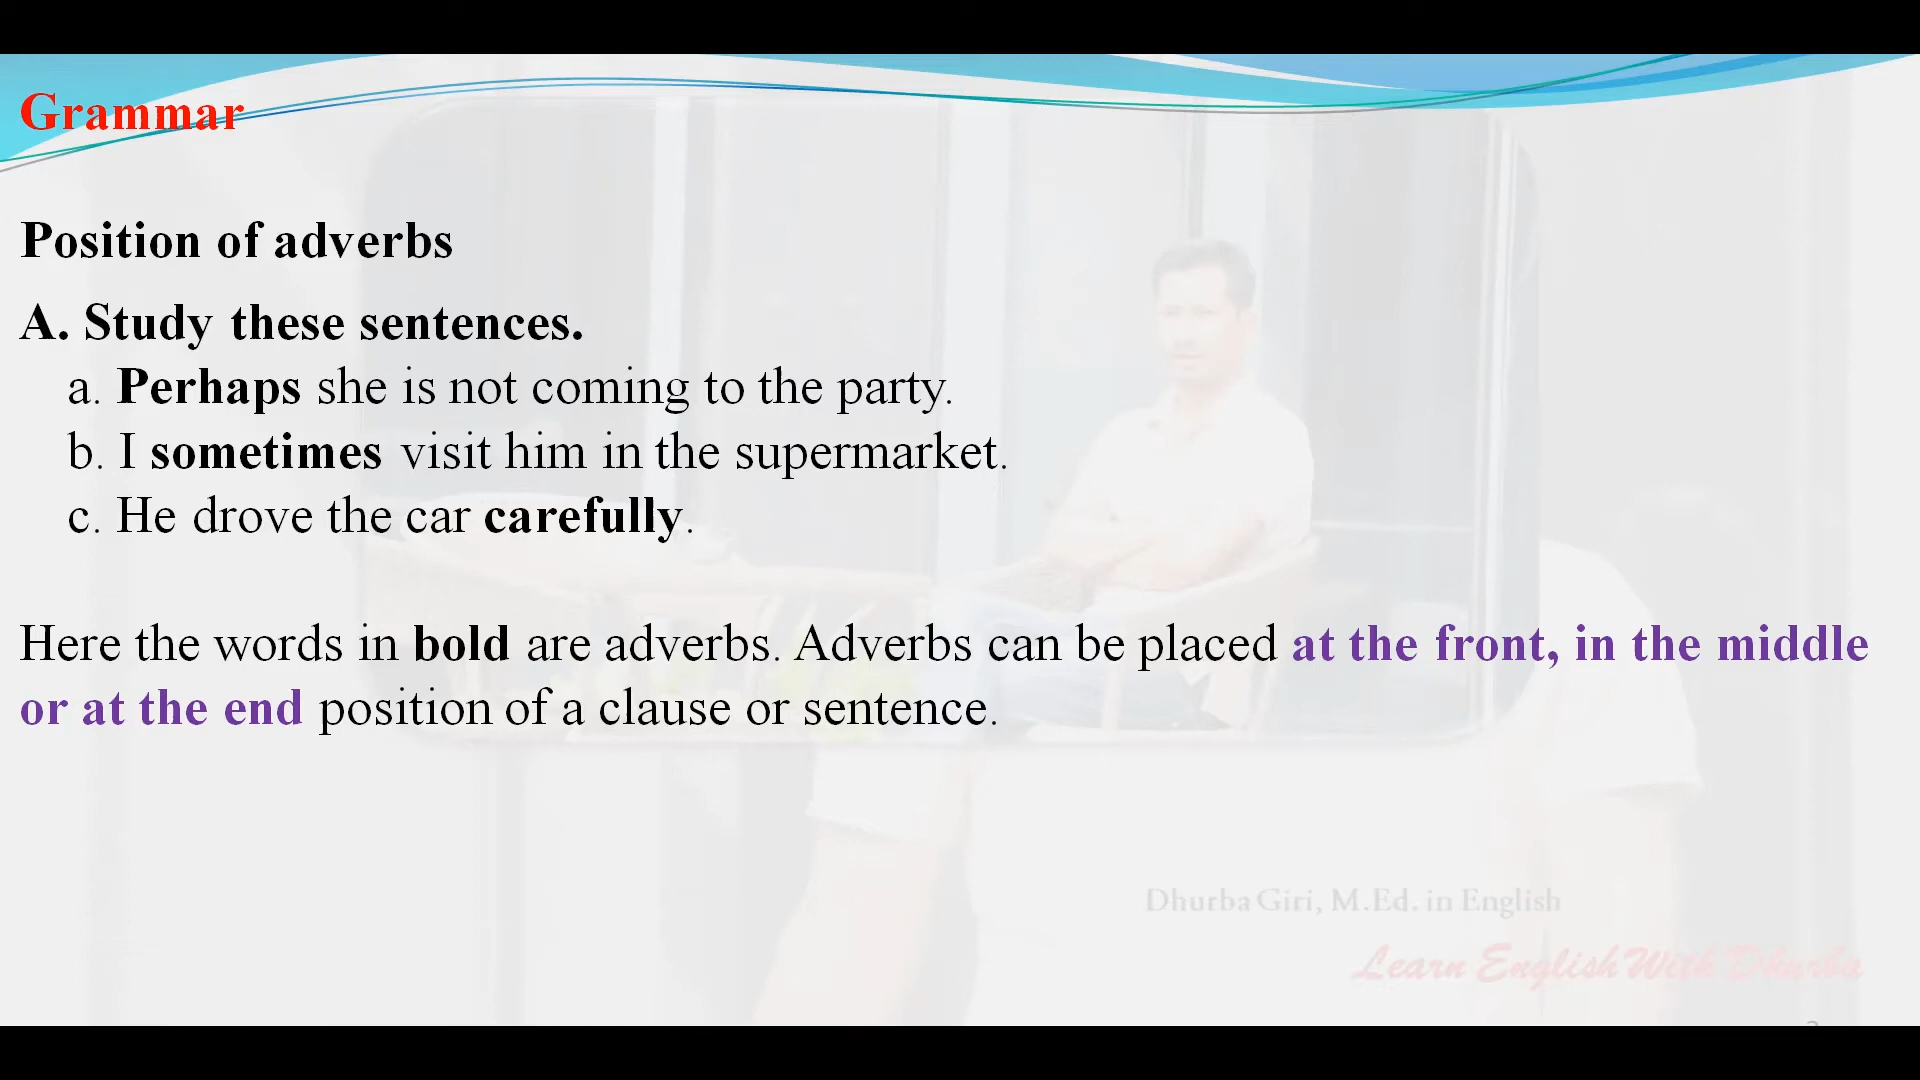 Grammar
Position of adverbs
A. Study these sentences.
a. Perhaps she is not coming to the party.
b. I sometimes visit him in the supermarket.
c. He drove the car carefully.
Here the words in bold are adverbs. Adverbs can be placed at the front, in the middle
or at the end position of a clause or sentence.
Dhurba Giri, M.Ed. in English
Learn English With Dhurba